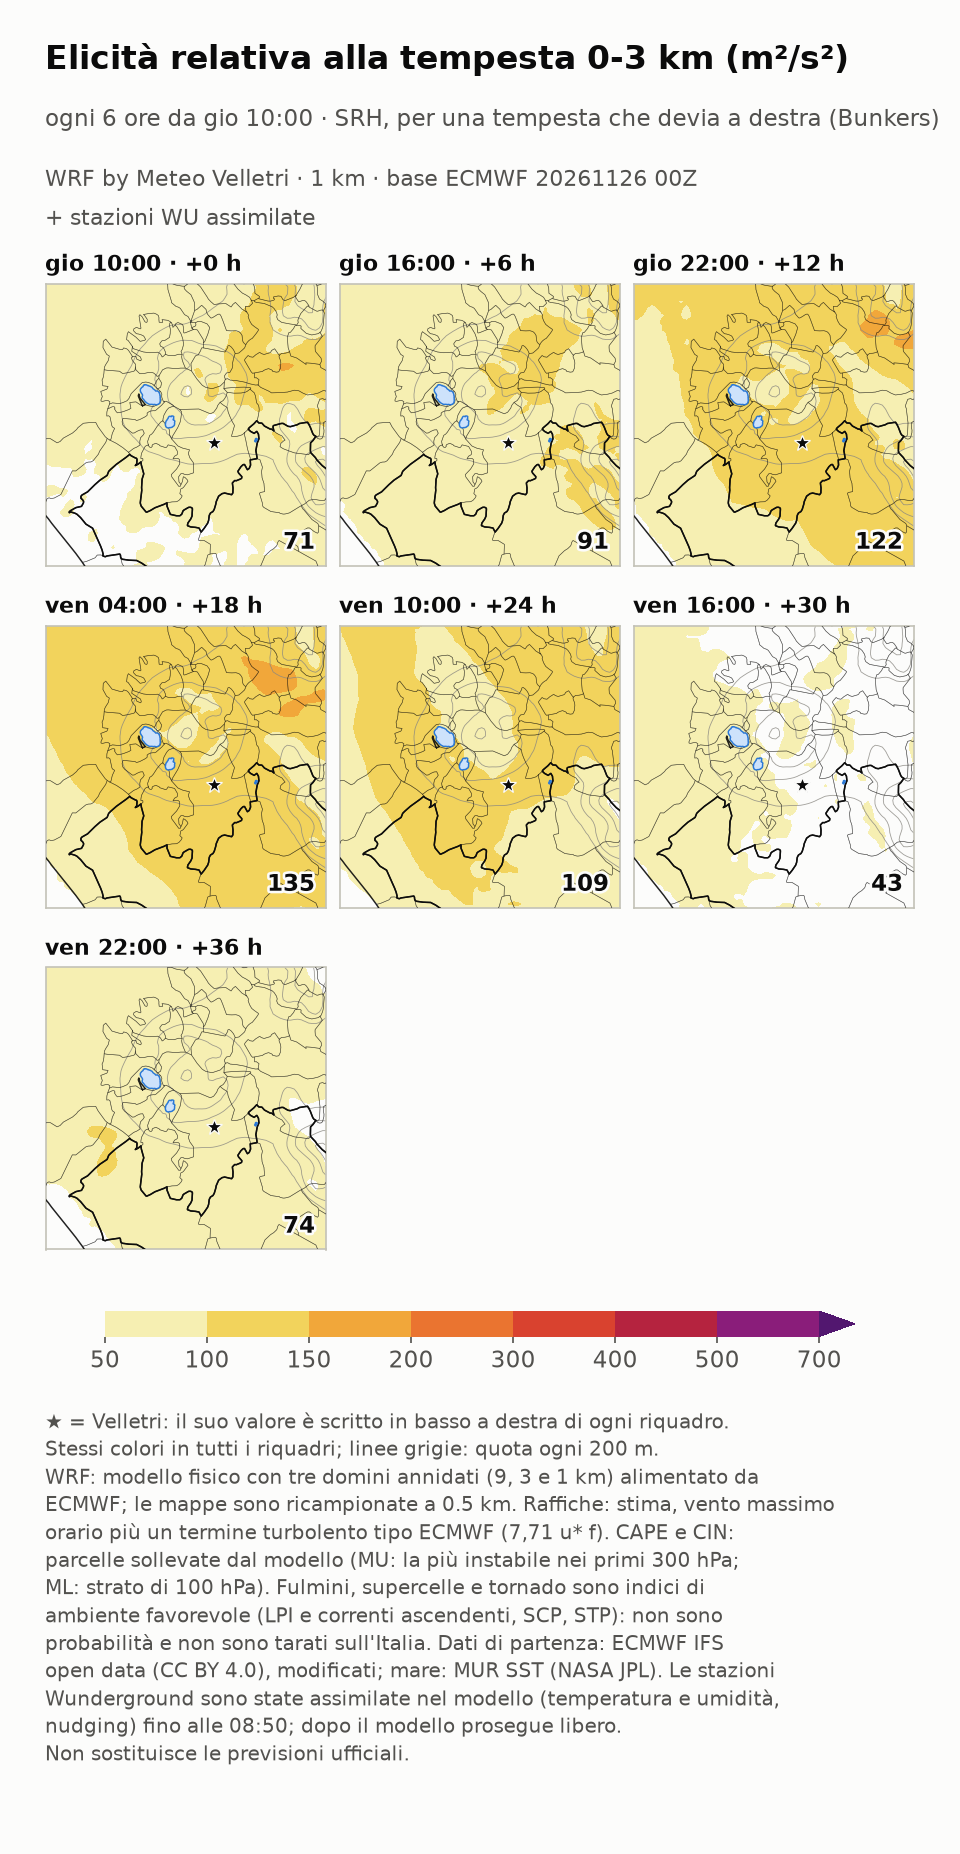 Elicità relativa alla tempesta 0-3 km (m²/s²)
ogni 6 ore da gio 10:00 · SRH, per una tempesta che devia a destra (Bunkers)
WRF by Meteo Velletri · 1 km · base ECMWF 20261126 00Z
+ stazioni WU assimilate
gio 10:00 · +0 h
gio 16:00 · +6 h
gio 22:00 · +12 h
71
91
122
ven 04:00 · +18 h
ven 10:00 · +24 h
ven 16:00 · +30 h
135
109
43
ven 22:00 · +36 h
74
50 100 150 200 300 400 500 700
★ = Velletri: il suo valore è scritto in basso a destra di ogni riquadro.
Stessi colori in tutti i riquadri; linee grigie: quota ogni 200 m.
WRF: modello fisico con tre domini annidati (9, 3 e 1 km) alimentato da
ECMWF; le mappe sono ricampionate a 0.5 km. Raffiche: stima, vento massimo
orario più un termine turbolento tipo ECMWF (7,71 u* f). CAPE e CIN:
parcelle sollevate dal modello (MU: la più instabile nei primi 300 hPa;
ML: strato di 100 hPa). Fulmini, supercelle e tornado sono indici di
ambiente favorevole (LPI e correnti ascendenti, SCP, STP): non sono
probabilità e non sono tarati sull'Italia. Dati di partenza: ECMWF IFS
open data (CC BY 4.0), modificati; mare: MUR SST (NASA JPL). Le stazioni
Wunderground sono state assimilate nel modello (temperatura e umidità,
nudging) fino alle 08:50; dopo il modello prosegue libero.
Non sostituisce le previsioni ufficiali.